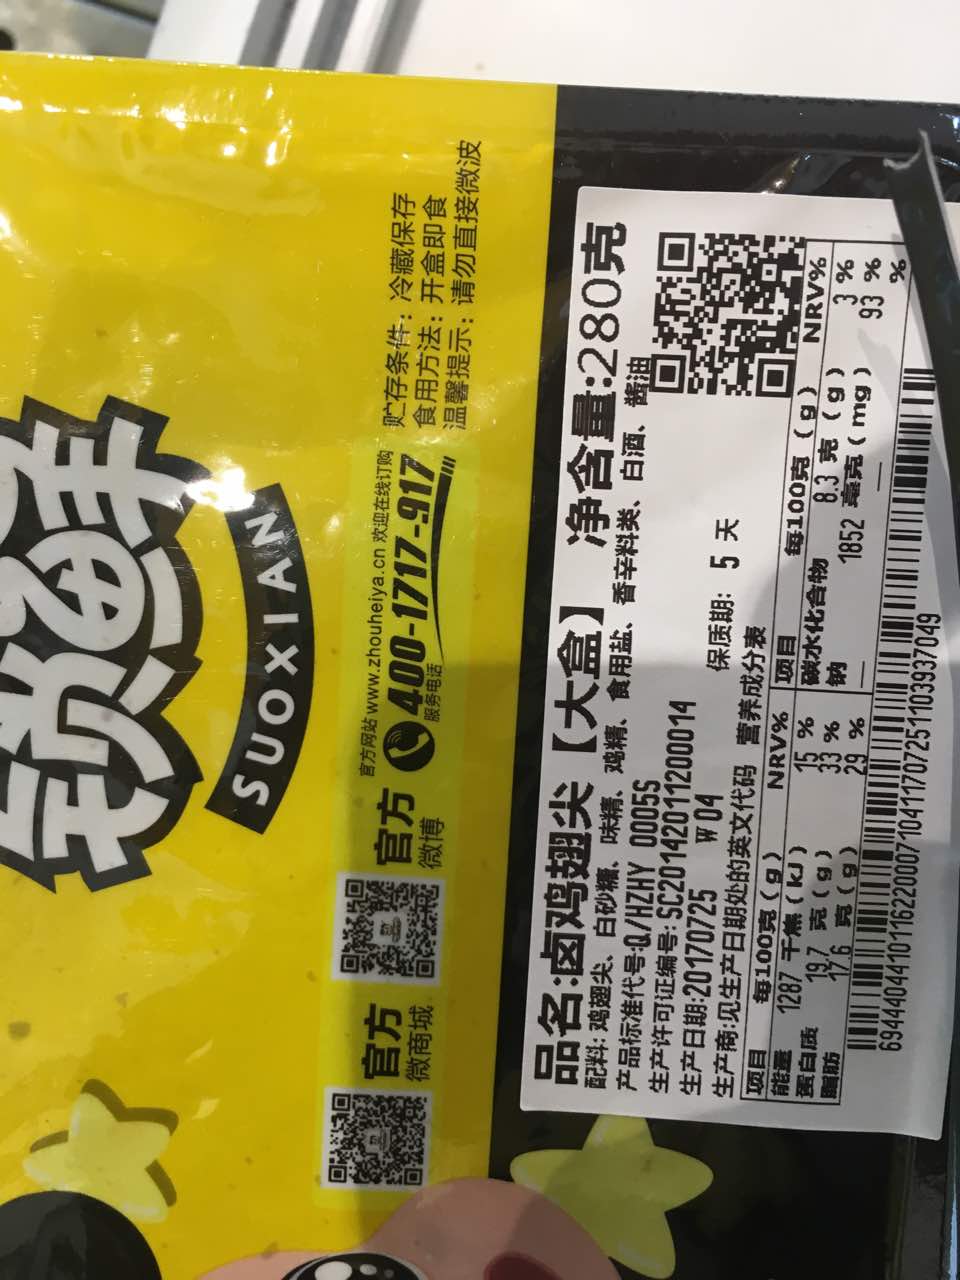 锁鲜
SUOXIAN
官方网站 www.zhouheiya.cn 欢迎在线订购
400-1717-917
服务电话
官方
微博
官方
微商城
贮存条件：冷藏保存
食用方法：开盒即食
温馨提示：请勿直接微波
品名:卤鸡翅尖【大盒】 净含量:280克
配料: 鸡翅尖、白砂糖、味精、鸡精、食用盐、香辛料类、白酒、酱油
产品标准代号:Q/HZHY 0005S
生产许可证编号:SC20142011200014
生产日期:20170725 W 04 保质期: 5 天
生产商:见生产日期处的英文代码 营养成分表
项目 每100克(g) NRV% 项目 每100克(g) NRV%
能量 1287 千焦(kJ) 15 % 碳水化合物 8.3 克(g) 3 %
蛋白质 19.7 克(g) 33 % 钠 1852 毫克(mg) 93 %
脂肪 17.6 克(g) 29 % — — %
694404410116220007104117072511039370​49